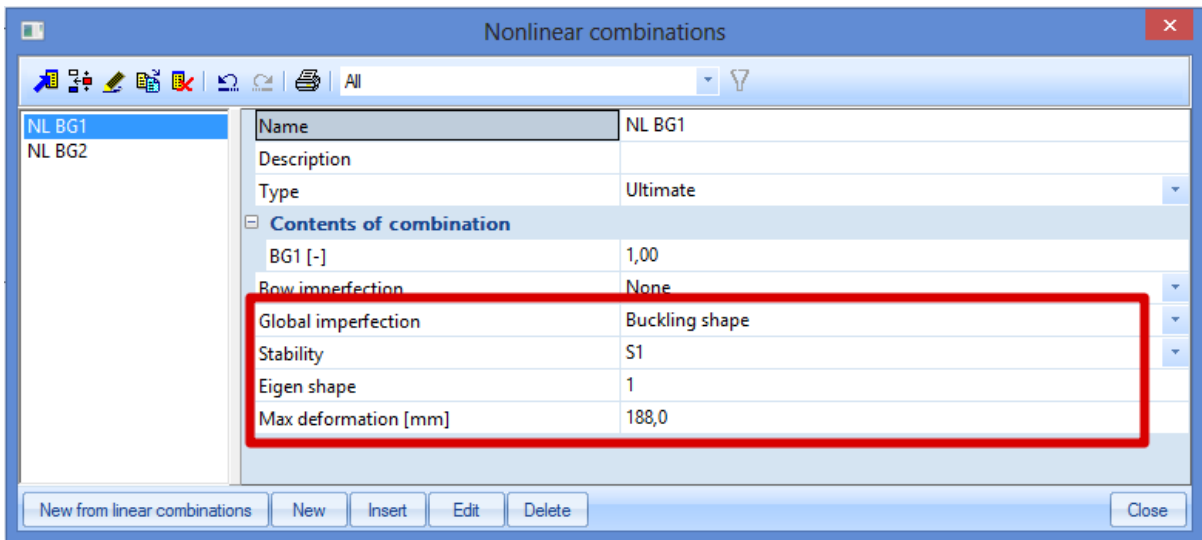 Nonlinear combinations
All
NL BG1
NL BG2
Name NL BG1
Description
Type Ultimate
Contents of combination
BG1 [-] 1,00
Bow imperfection None
Global imperfection Buckling shape
Stability S1
Eigen shape 1
Max deformation [mm] 188,0
New from linear combinations New Insert Edit Delete Close